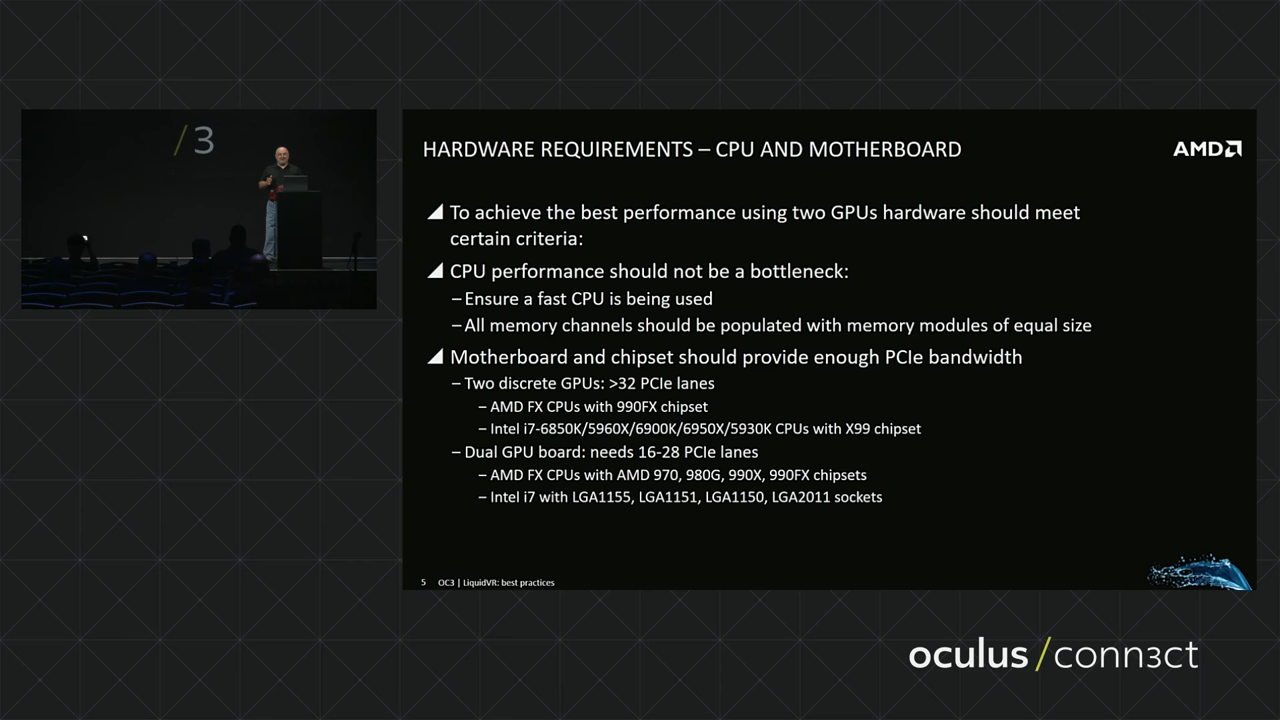 /3
HARDWARE REQUIREMENTS – CPU AND MOTHERBOARD
AMD
To achieve the best performance using two GPUs hardware should meet
certain criteria:
CPU performance should not be a bottleneck:
– Ensure a fast CPU is being used
– All memory channels should be populated with memory modules of equal size
Motherboard and chipset should provide enough PCIe bandwidth
– Two discrete GPUs: >32 PCIe lanes
– AMD FX CPUs with 990FX chipset
– Intel i7-6850K/5960X/6900K/6950X/5930K CPUs with X99 chipset
– Dual GPU board: needs 16-28 PCIe lanes
– AMD FX CPUs with AMD 970, 980G, 990X, 990FX chipsets
– Intel i7 with LGA1155, LGA1151, LGA1150, LGA2011 sockets
5 OC3 | LiquidVR: best practices
oculus /conn3ct